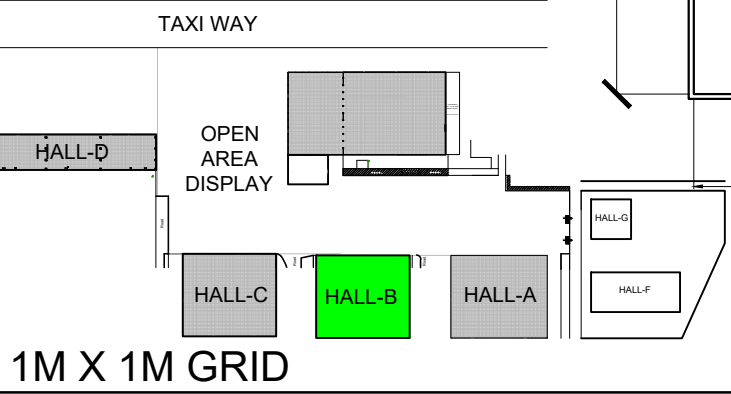 TAXI WAY
OPEN
AREA
DISPLAY
HALL-D
HALL-G
HALL-F
HALL-C
HALL-B
HALL-A
1M X 1M GRID